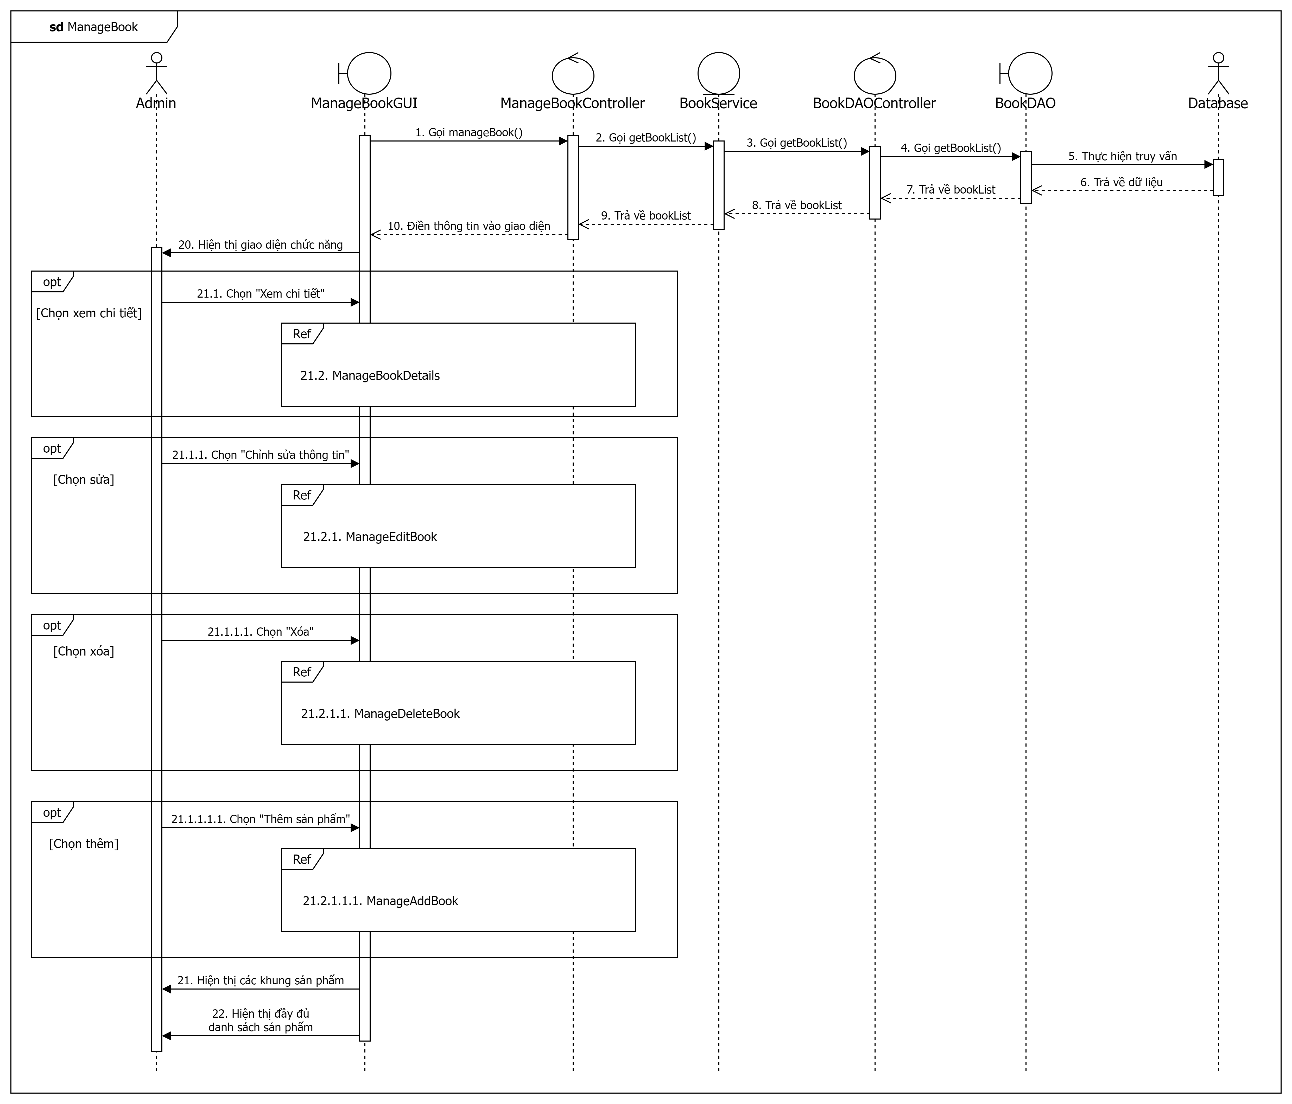 sd ManageBook
Admin
ManageBookGUI
ManageBookController
BookService
BookDAOController
BookDAO
Database
1. Gọi manageBook()
2. Gọi getBookList()
3. Gọi getBookList()
4. Gọi getBookList()
5. Thực hiện truy vấn
6. Trả về dữ liệu
7. Trả về bookList
8. Trả về bookList
9. Trả về bookList
10. Điền thông tin vào giao diện
20. Hiện thị giao diện chức năng
opt
[Chọn xem chi tiết]
21.1. Chọn "Xem chi tiết"
Ref
21.2. ManageBookDetails
opt
[Chọn sửa]
21.1.1. Chọn "Chỉnh sửa thông tin"
Ref
21.2.1. ManageEditBook
opt
[Chọn xóa]
21.1.1.1. Chọn "Xóa"
Ref
21.2.1.1. ManageDeleteBook
opt
[Chọn thêm]
21.1.1.1.1. Chọn "Thêm sản phẩm"
Ref
21.2.1.1.1. ManageAddBook
21. Hiện thị các khung sản phẩm
22. Hiện thị đầy đủ
danh sách sản phẩm